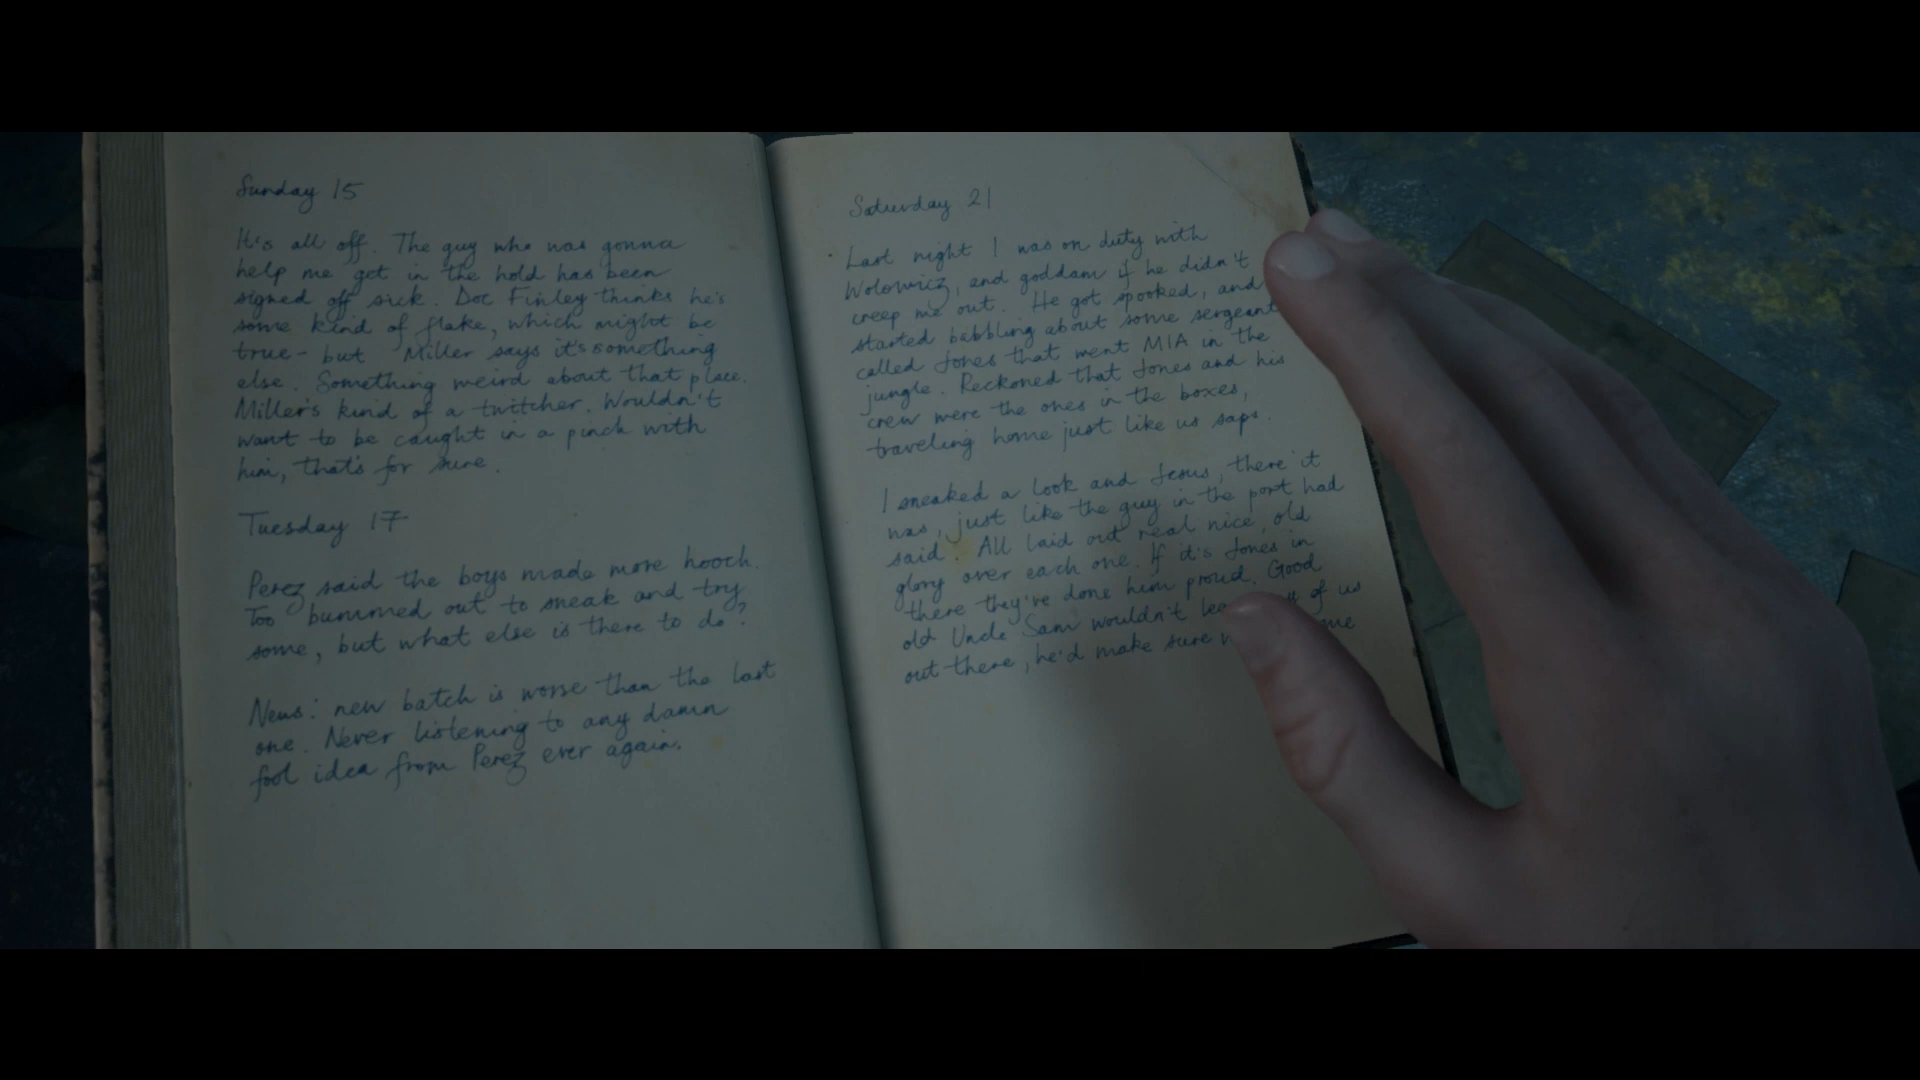 Sunday 15
It's all off. The guy who was gonna
help me get in the hold has been
signed off sick. Doc Finley thinks he's
some kind of flake, which might be
true - but Miller says it's something
else. Something weird about that place.
Miller's kind of a twitcher. Wouldn't
want to be caught in a pinch with
him, that's for sure.
Tuesday 17
Perez said the boys made more hooch.
Too bummed out to sneak and try
some, but what else is there to do?
News: new batch is worse than the last
one. Never listening to any damn
fool idea from Perez ever again.
Saturday 21
Last night I was on duty with
Wolowicz, and goddam if he didn't
creep me out. He got spooked, and
started babbling about some sergeant
called Jones that went MIA in the
jungle. Reckoned that Jones and his
crew were the ones in the boxes,
traveling home just like us saps.
I sneaked a look and Jesus, there it
was, just like the guy in the port had
said. All laid out real nice, old
glory over each one. If it's Jones in
there they've done him proud. Good
old Uncle Sam wouldn't of us
out there, he'd make sure